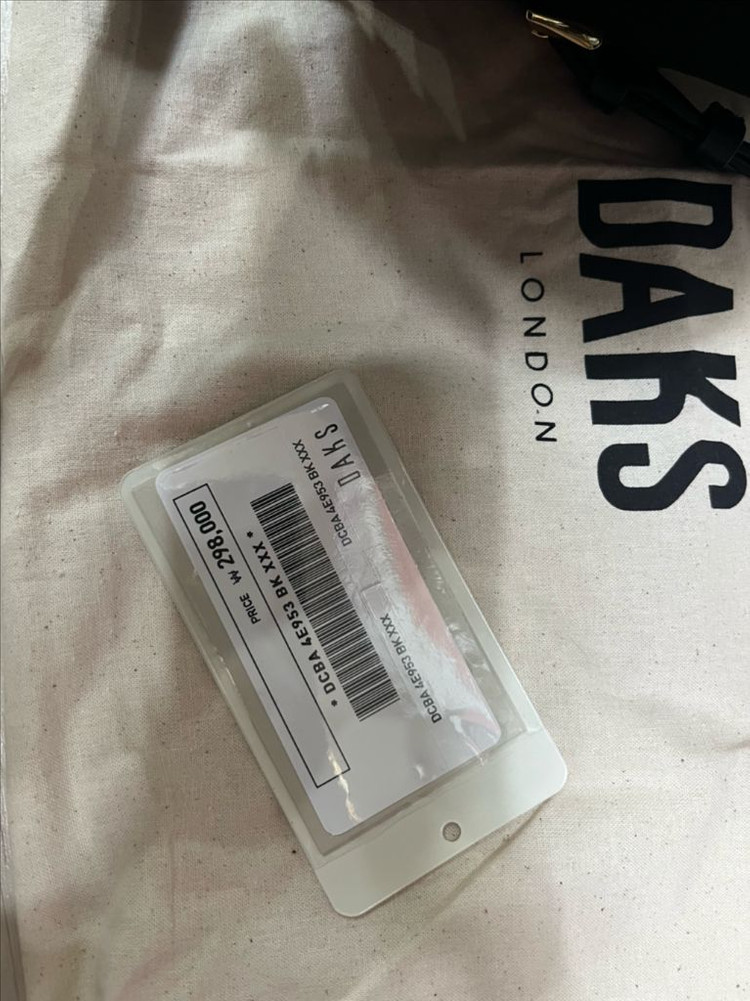 DAKS
LONDON
DAKS
DCBA 4E953 BK XXX
DCBA 4E953 BK XXX
* DCBA 4E953 BK XXX *
PRICE ₩ 298,000